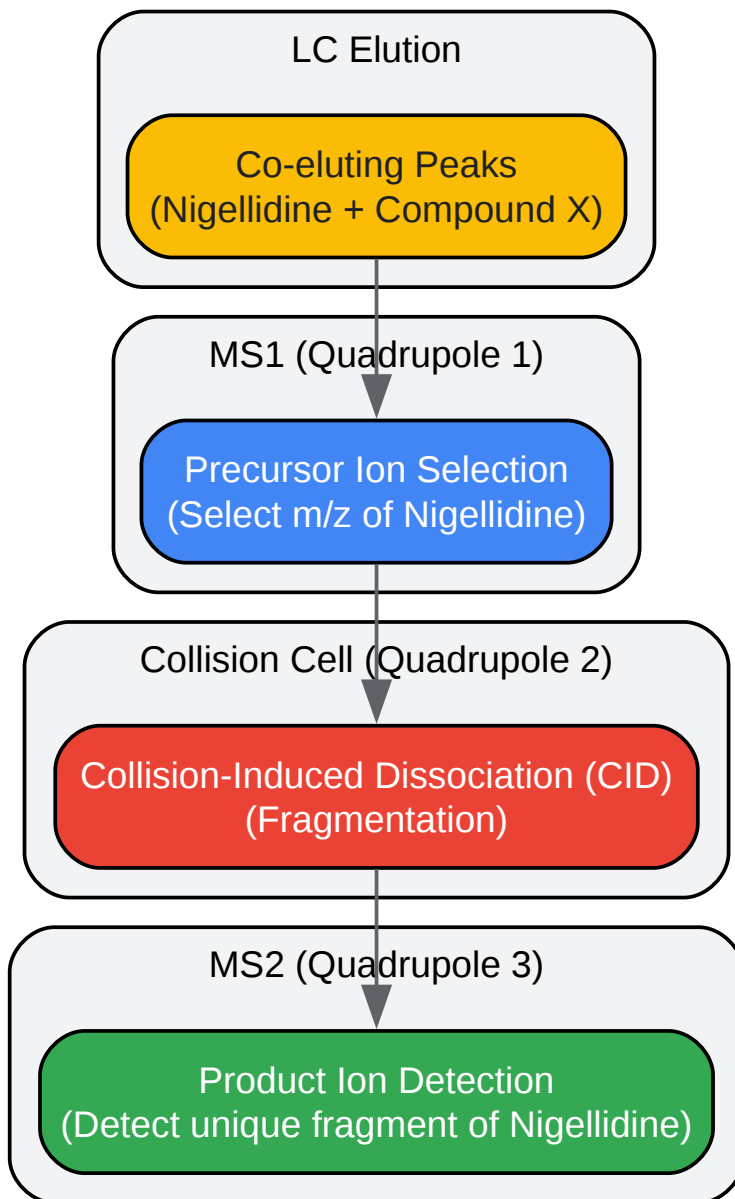 LC Elution
Co-eluting Peaks
(Nigellidine + Compound X)
MS1 (Quadrupole 1)
Precursor Ion Selection
(Select m/z of Nigellidine)
Collision Cell (Quadrupole 2)
Collision-Induced Dissociation (CID)
(Fragmentation)
MS2 (Quadrupole 3)
Product Ion Detection
(Detect unique fragment of Nigellidine)